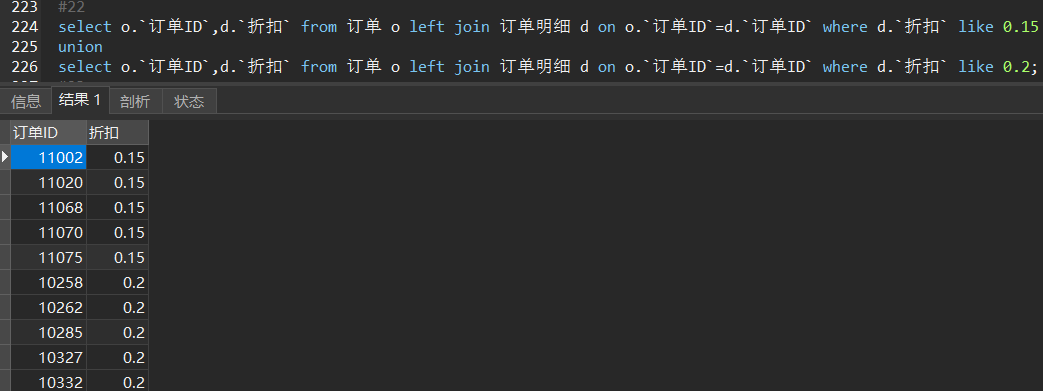 223 #22
224 select o.`订单ID`,d.`折扣` from 订单 o left join 订单明细 d on o.`订单ID`=d.`订单ID` where d.`折扣` like 0.15
225 union
226 select o.`订单ID`,d.`折扣` from 订单 o left join 订单明细 d on o.`订单ID`=d.`订单ID` where d.`折扣` like 0.2;
信息 结果 1 剖析 状态
订单ID 折扣
11002 0.15
11020 0.15
11068 0.15
11070 0.15
11075 0.15
10258 0.2
10262 0.2
10285 0.2
10327 0.2
10332 0.2